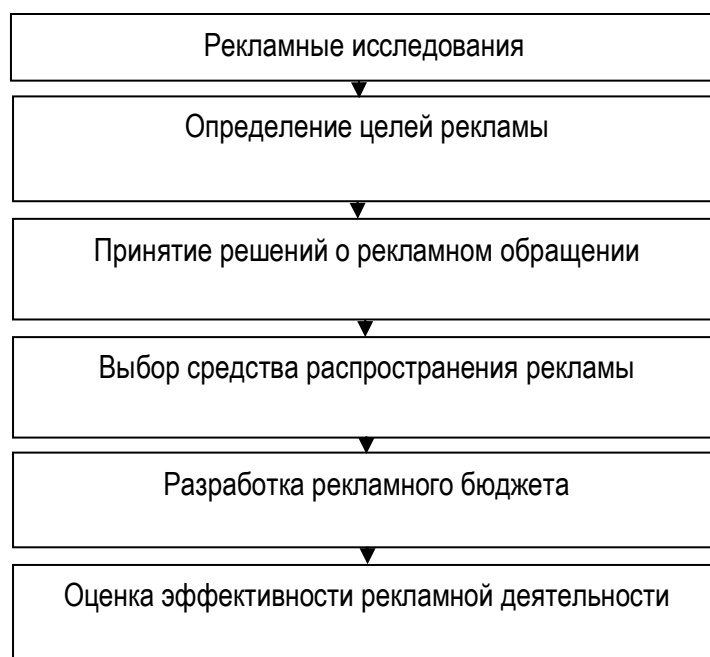 Рекламные исследования
Определение целей рекламы
Принятие решений о рекламном обращении
Выбор средства распространения рекламы
Разработка рекламного бюджета
Оценка эффективности рекламной деятельности